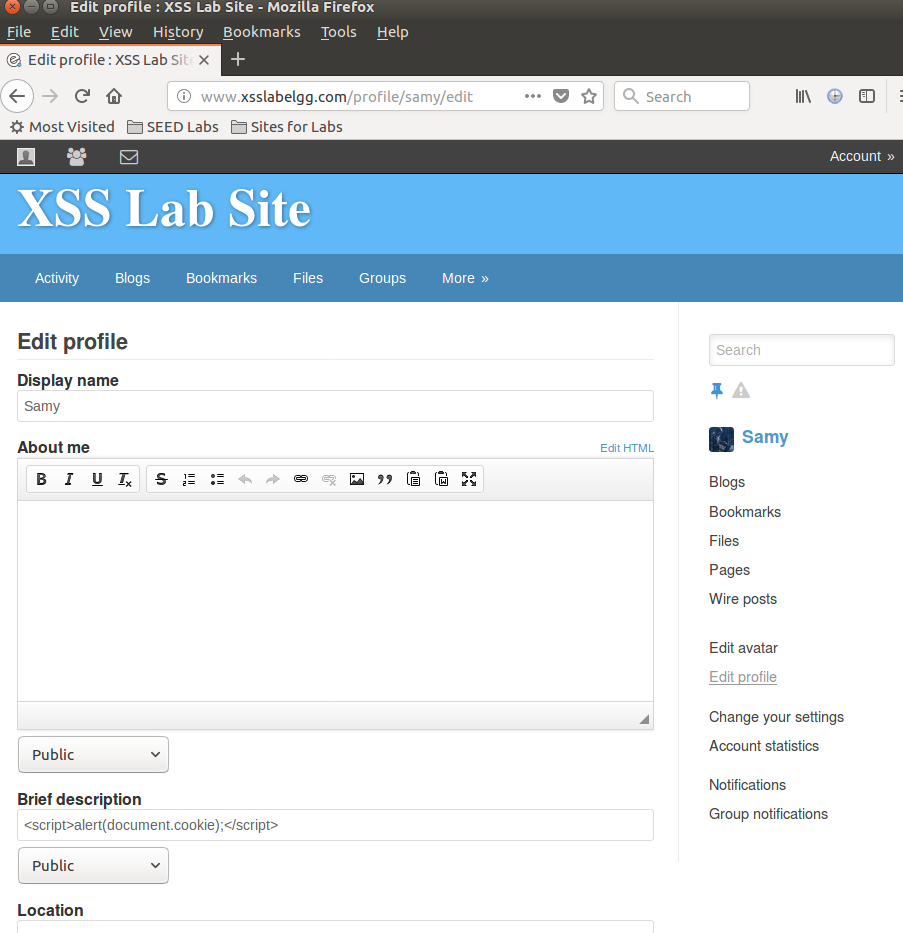 Edit profile : XSS Lab Site - Mozilla Firefox
File Edit View History Bookmarks Tools Help
Edit profile : XSS Lab Site
www.xsslabelgg.com/profile/samy/edit Search
Most Visited SEED Labs Sites for Labs
Account »
XSS Lab Site
Activity Blogs Bookmarks Files Groups More »
Edit profile
Display name
Samy
About me Edit HTML
B I U Tx S
Public
Brief description
<script>alert(document.cookie);</script>
Public
Location
Search
Samy
Blogs
Bookmarks
Files
Pages
Wire posts
Edit avatar
Edit profile
Change your settings
Account statistics
Notifications
Group notifications